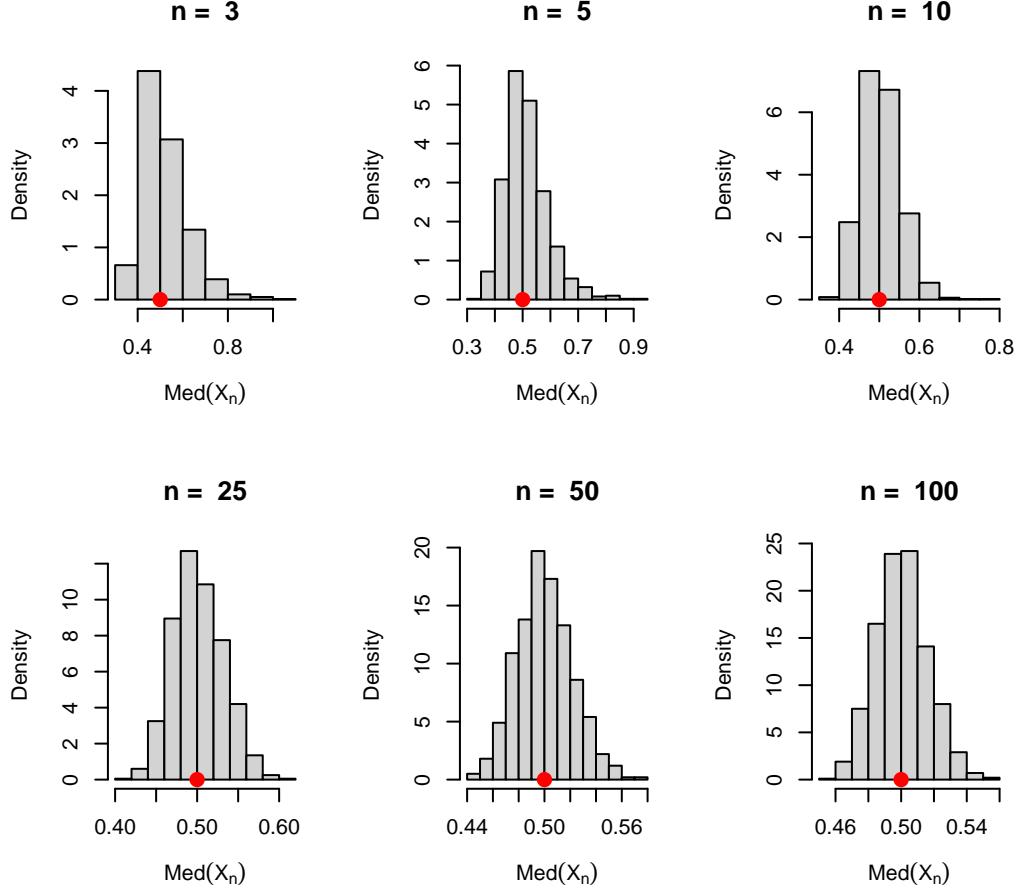 n = 3
Density
0 1 2 3 4
0.4 0.8
Med(Xₙ)
n = 5
Density
0 1 2 3 4 5 6
0.3 0.5 0.7 0.9
Med(Xₙ)
n = 10
Density
0 2 4 6
0.4 0.6 0.8
Med(Xₙ)
n = 25
Density
0 2 4 6 8 10
0.40 0.50 0.60
Med(Xₙ)
n = 50
Density
0 5 10 15 20
0.44 0.50 0.56
Med(Xₙ)
n = 100
Density
0 5 10 15 20 25
0.46 0.50 0.54
Med(Xₙ)